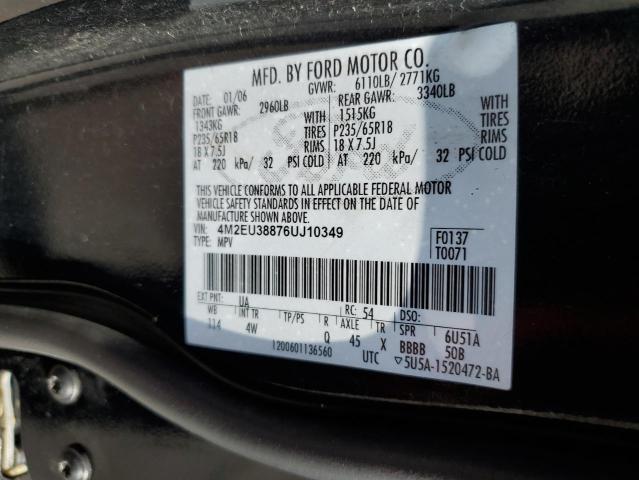 MFD. BY FORD MOTOR CO.
DATE: 01/06 GVWR: 6110LB/ 2771KG
FRONT GAWR: 2960LB REAR GAWR: 3340LB
1343KG 1515KG
P235/65R18 TIRES P235/65R18 TIRES
18 X 7.5J RIMS 18 X 7.5J RIMS
AT 220 kPa/ 32 PSI COLD AT 220 kPa/ 32 PSI COLD
THIS VEHICLE CONFORMS TO ALL APPLICABLE FEDERAL MOTOR
VEHICLE SAFETY STANDARDS IN EFFECT ON THE DATE OF
MANUFACTURE SHOWN ABOVE.
VIN: 4M2EU38876UJ10349 F0137
TYPE: MPV T0071
EXT PNT: UA RC: 54 DSO:
WB INT TR TP/PS R AXLE TR SPR 6U51A
114 4W Q 45 X BBBB 50B
1200601136560 UTC 5U5A-1520472-BA